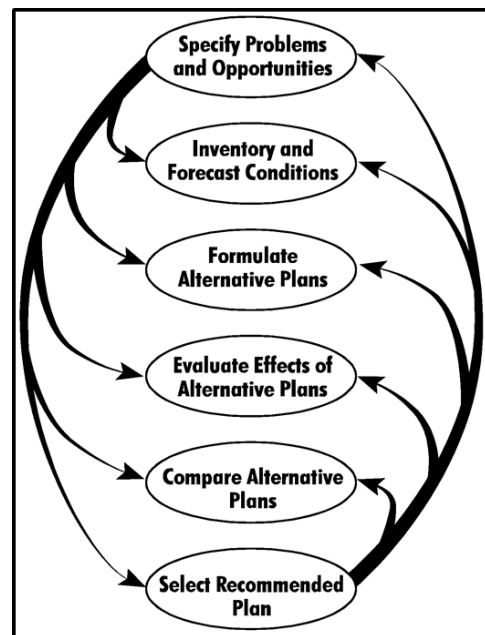 Specify Problems
and Opportunities
Inventory and
Forecast Conditions
Formulate
Alternative Plans
Evaluate Effects of
Alternative Plans
Compare Alternative
Plans
Select Recommended
Plan